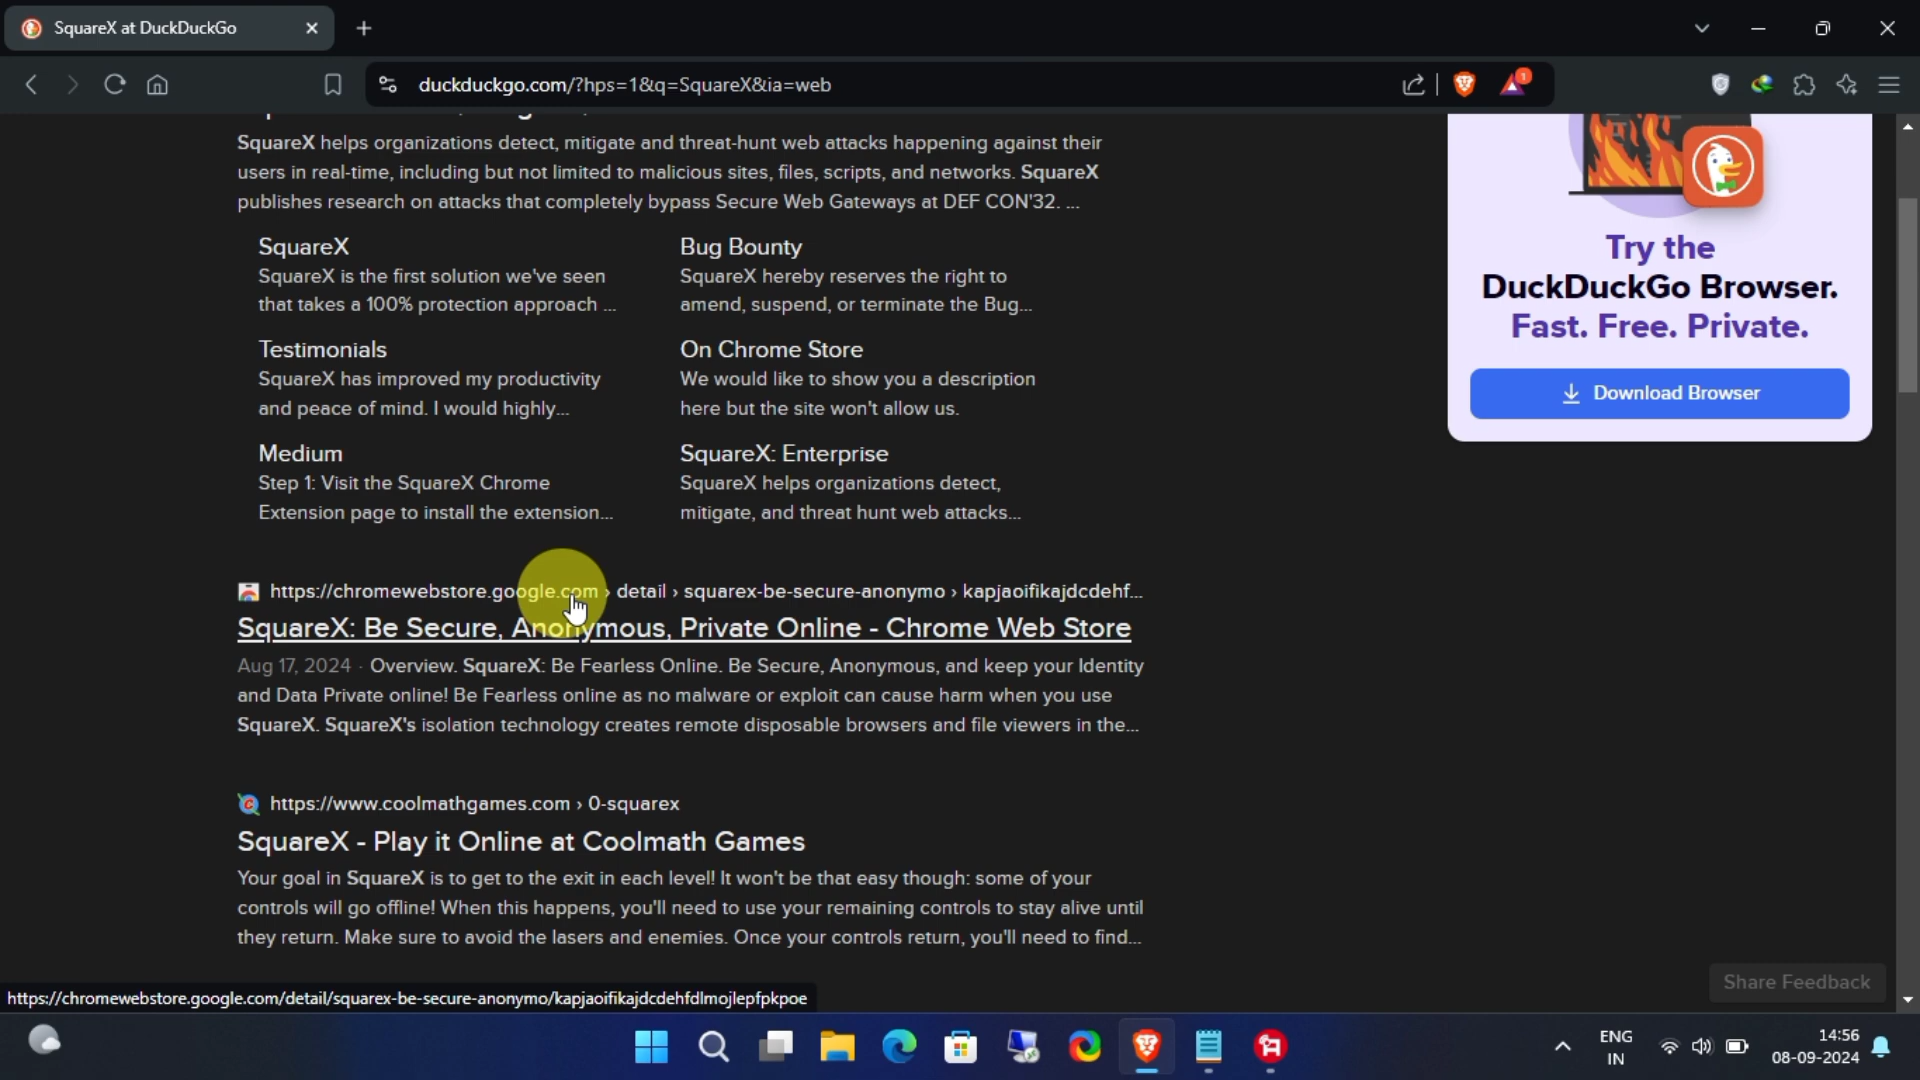 SquareX at DuckDuckGo
duckduckgo.com/?hps=1&q=SquareX&ia=web
1
SquareX helps organizations detect, mitigate and threat-hunt web attacks happening against their
users in real-time, including but not limited to malicious sites, files, scripts, and networks. SquareX
publishes research on attacks that completely bypass Secure Web Gateways at DEF CON'32. ...
SquareX
SquareX is the first solution we've seen
that takes a 100% protection approach ...
Bug Bounty
SquareX hereby reserves the right to
amend, suspend, or terminate the Bug...
Testimonials
SquareX has improved my productivity
and peace of mind. I would highly...
On Chrome Store
We would like to show you a description
here but the site won't allow us.
Medium
Step 1: Visit the SquareX Chrome
Extension page to install the extension...
SquareX: Enterprise
SquareX helps organizations detect,
mitigate, and threat hunt web attacks...
https://chromewebstore.google.com › detail › squarex-be-secure-anonymo › kapjaoifikajdcdehf...
SquareX: Be Secure, Anonymous, Private Online - Chrome Web Store
Aug 17, 2024 · Overview. SquareX: Be Fearless Online. Be Secure, Anonymous, and keep your Identity
and Data Private online! Be Fearless online as no malware or exploit can cause harm when you use
SquareX. SquareX's isolation technology creates remote disposable browsers and file viewers in the...
https://www.coolmathgames.com › 0-squarex
SquareX - Play it Online at Coolmath Games
Your goal in SquareX is to get to the exit in each level! It won't be that easy though: some of your
controls will go offline! When this happens, you'll need to use your remaining controls to stay alive until
they return. Make sure to avoid the lasers and enemies. Once your controls return, you'll need to find...
Try the
DuckDuckGo Browser.
Fast. Free. Private.
Download Browser
Share Feedback
https://chromewebstore.google.com/detail/squarex-be-secure-anonymo/kapjaoifikajdcdehfdlmojlepfpkpoe
ENG
IN
14:56
08-09-2024